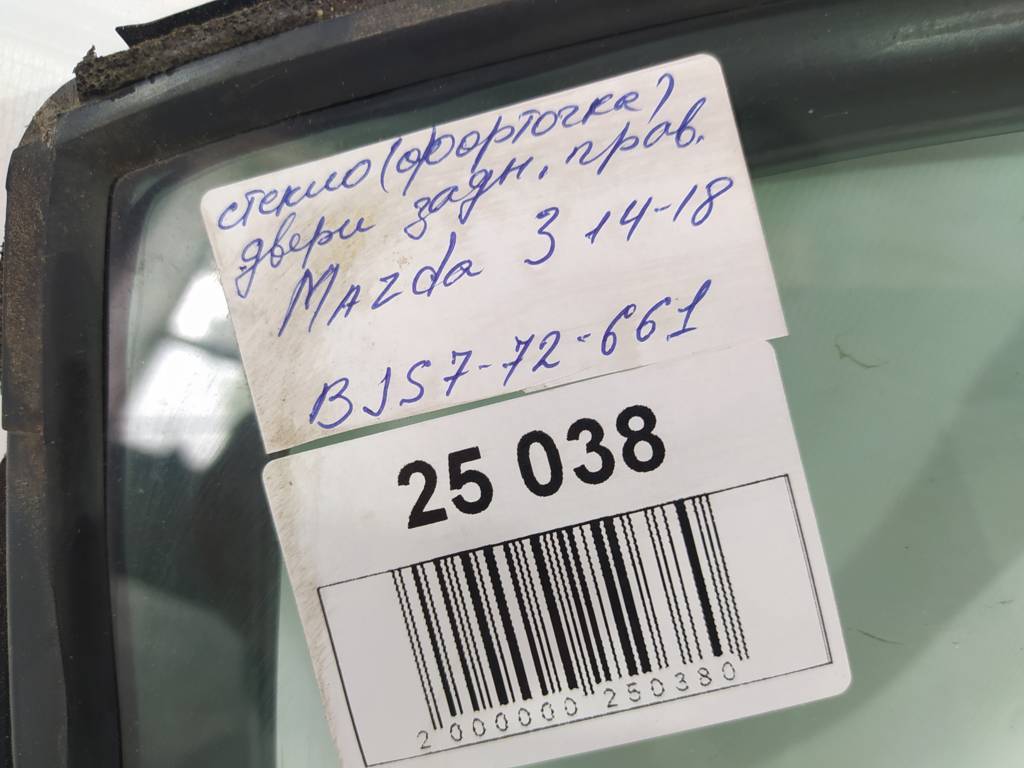 стекло (форточка)
двери задн. прав.
Mazda 3 14-18
BJS7-72-661
25 038
2 000000 250380